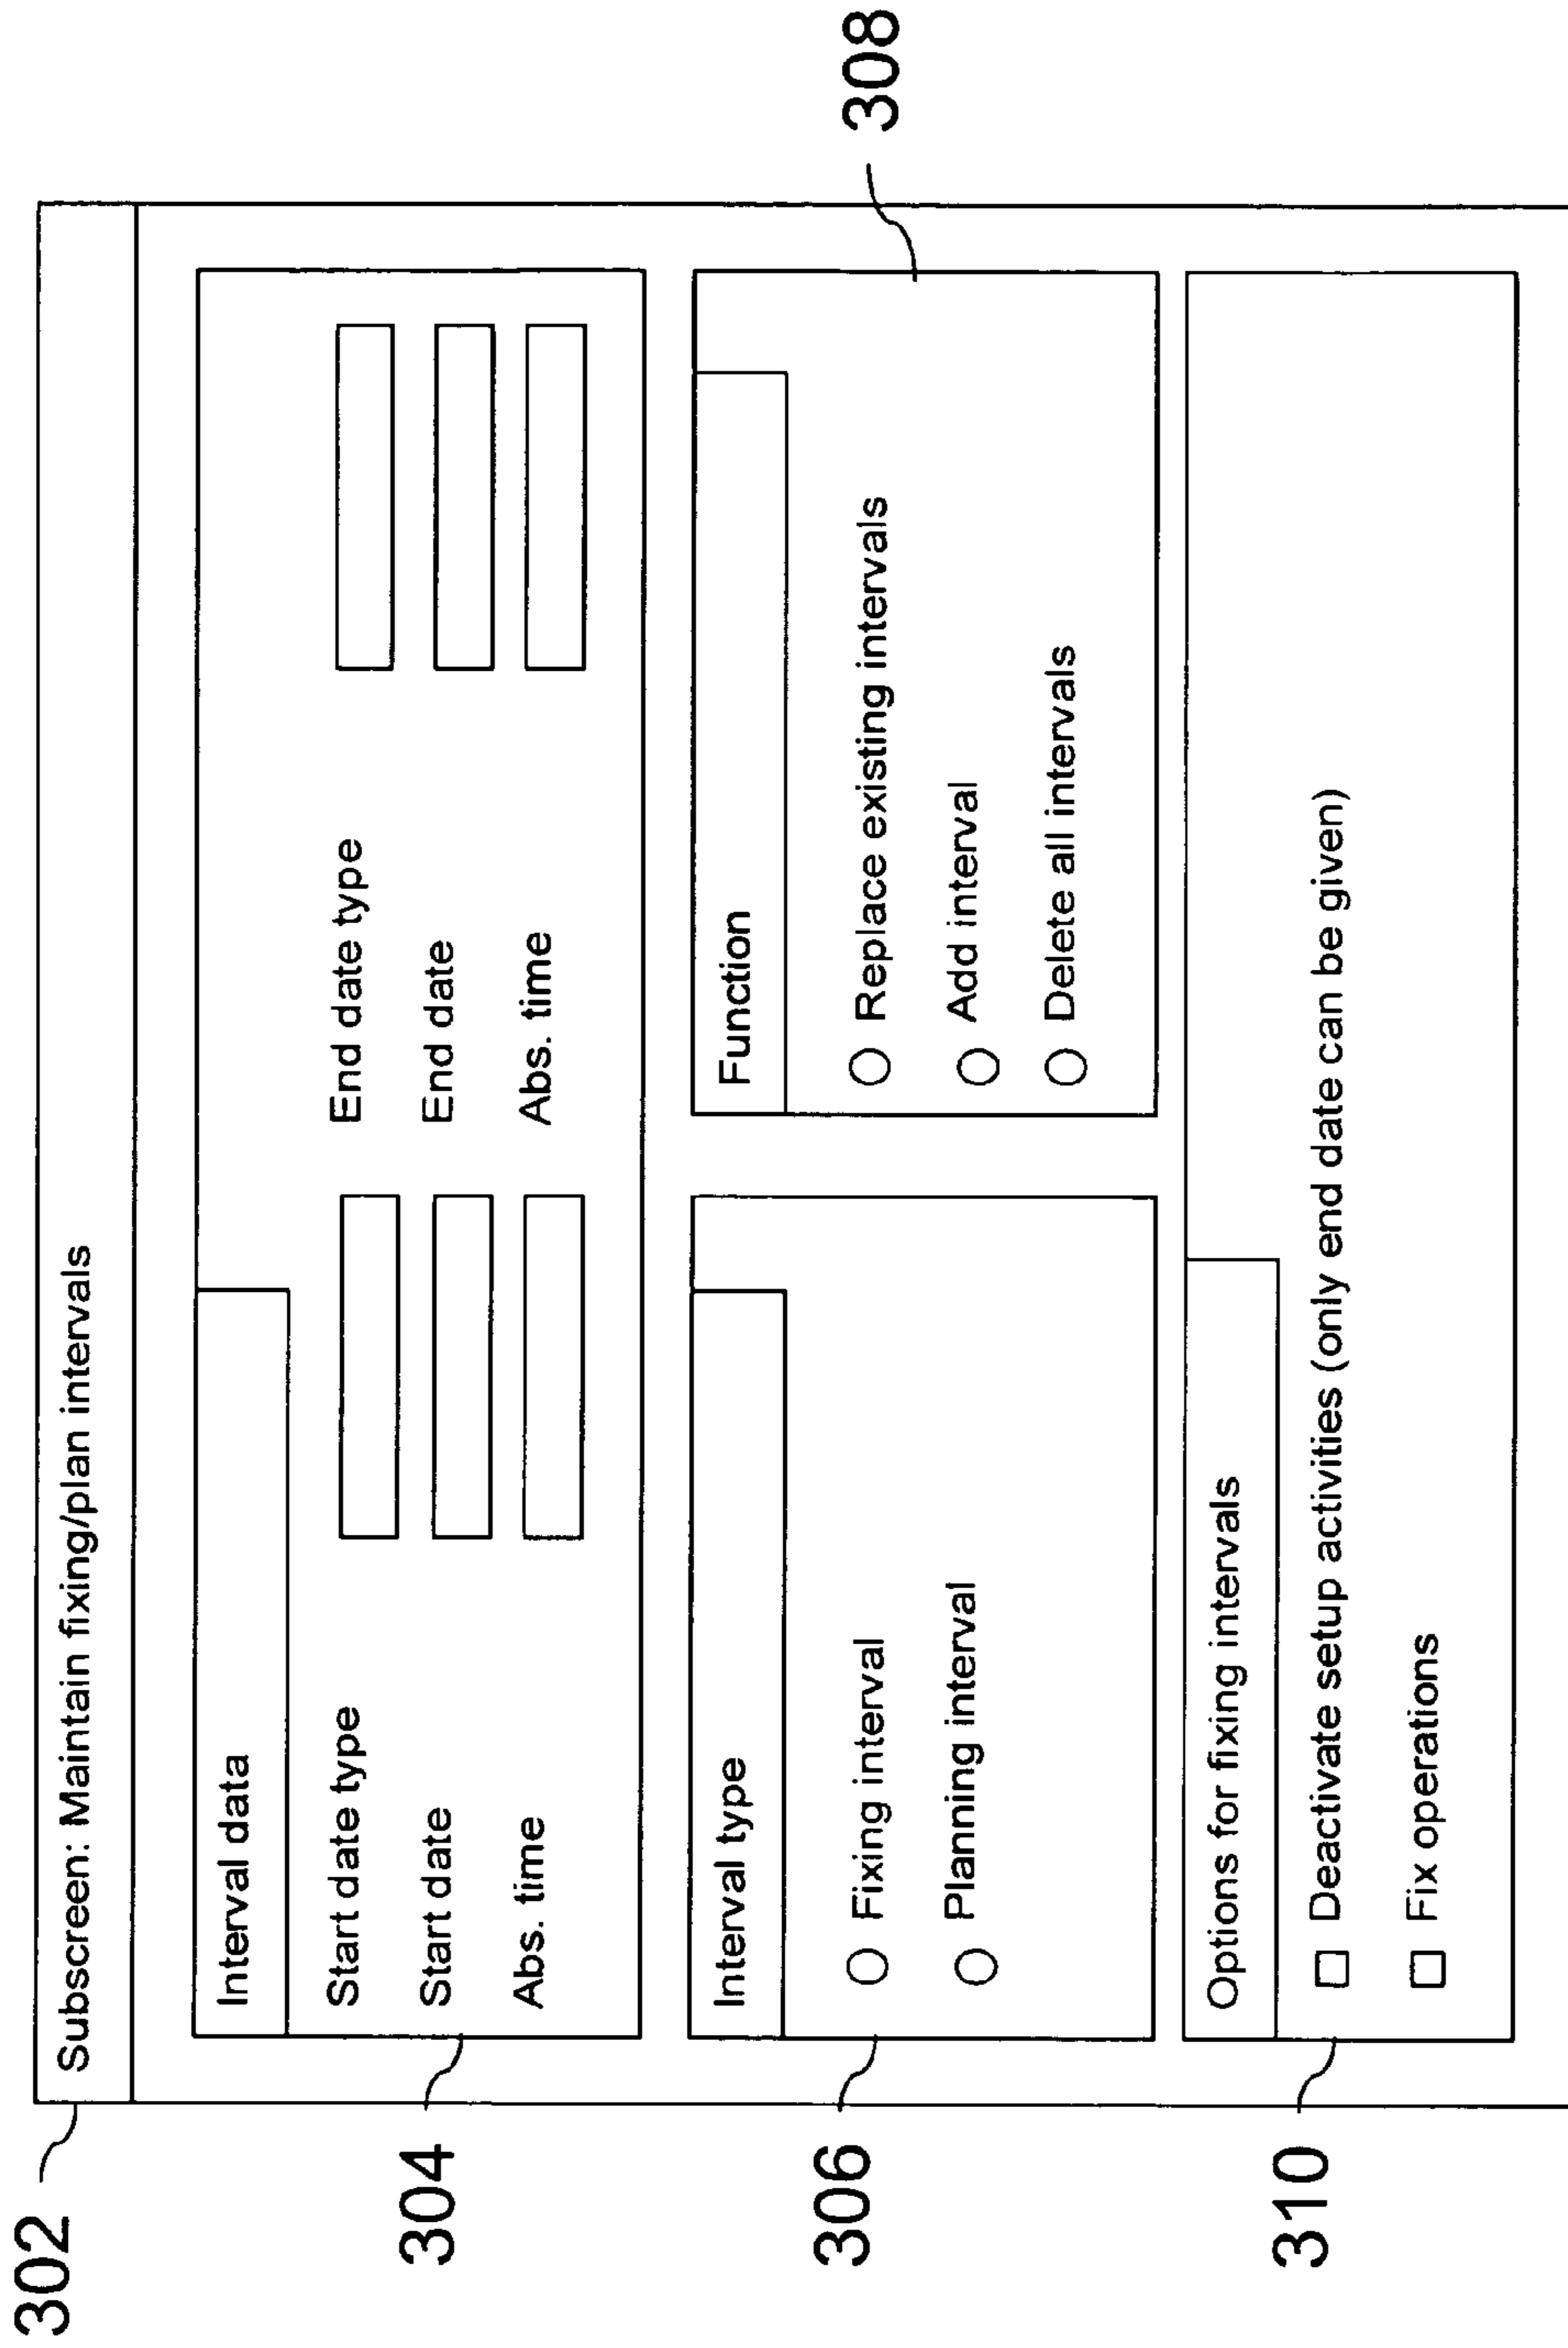 302
Subscreen: Maintain fixing/plan intervals
304
Interval data
Start date type
End date type
Start date
End date
Abs. time
Abs. time
306
Interval type
Fixing interval
Planning interval
308
Function
Replace existing intervals
Add interval
Delete all intervals
310
Options for fixing intervals
Deactivate setup activities (only end date can be given)
Fix operations